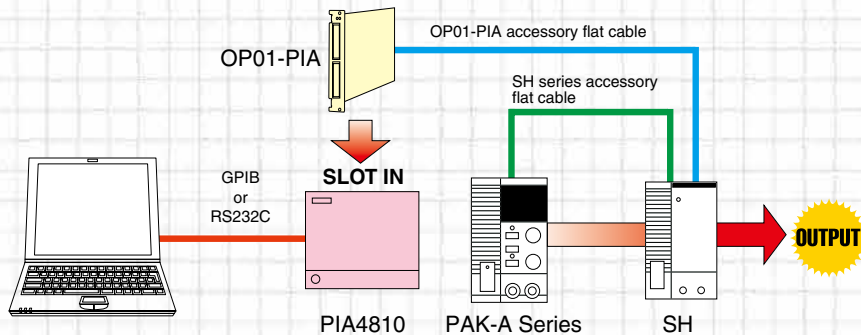 OP01-PIA accessory flat cable
OP01-PIA
SH series accessory
flat cable
SLOT IN
GPIB
or
RS232C
OUTPUT
PIA4810
PAK-A Series
SH